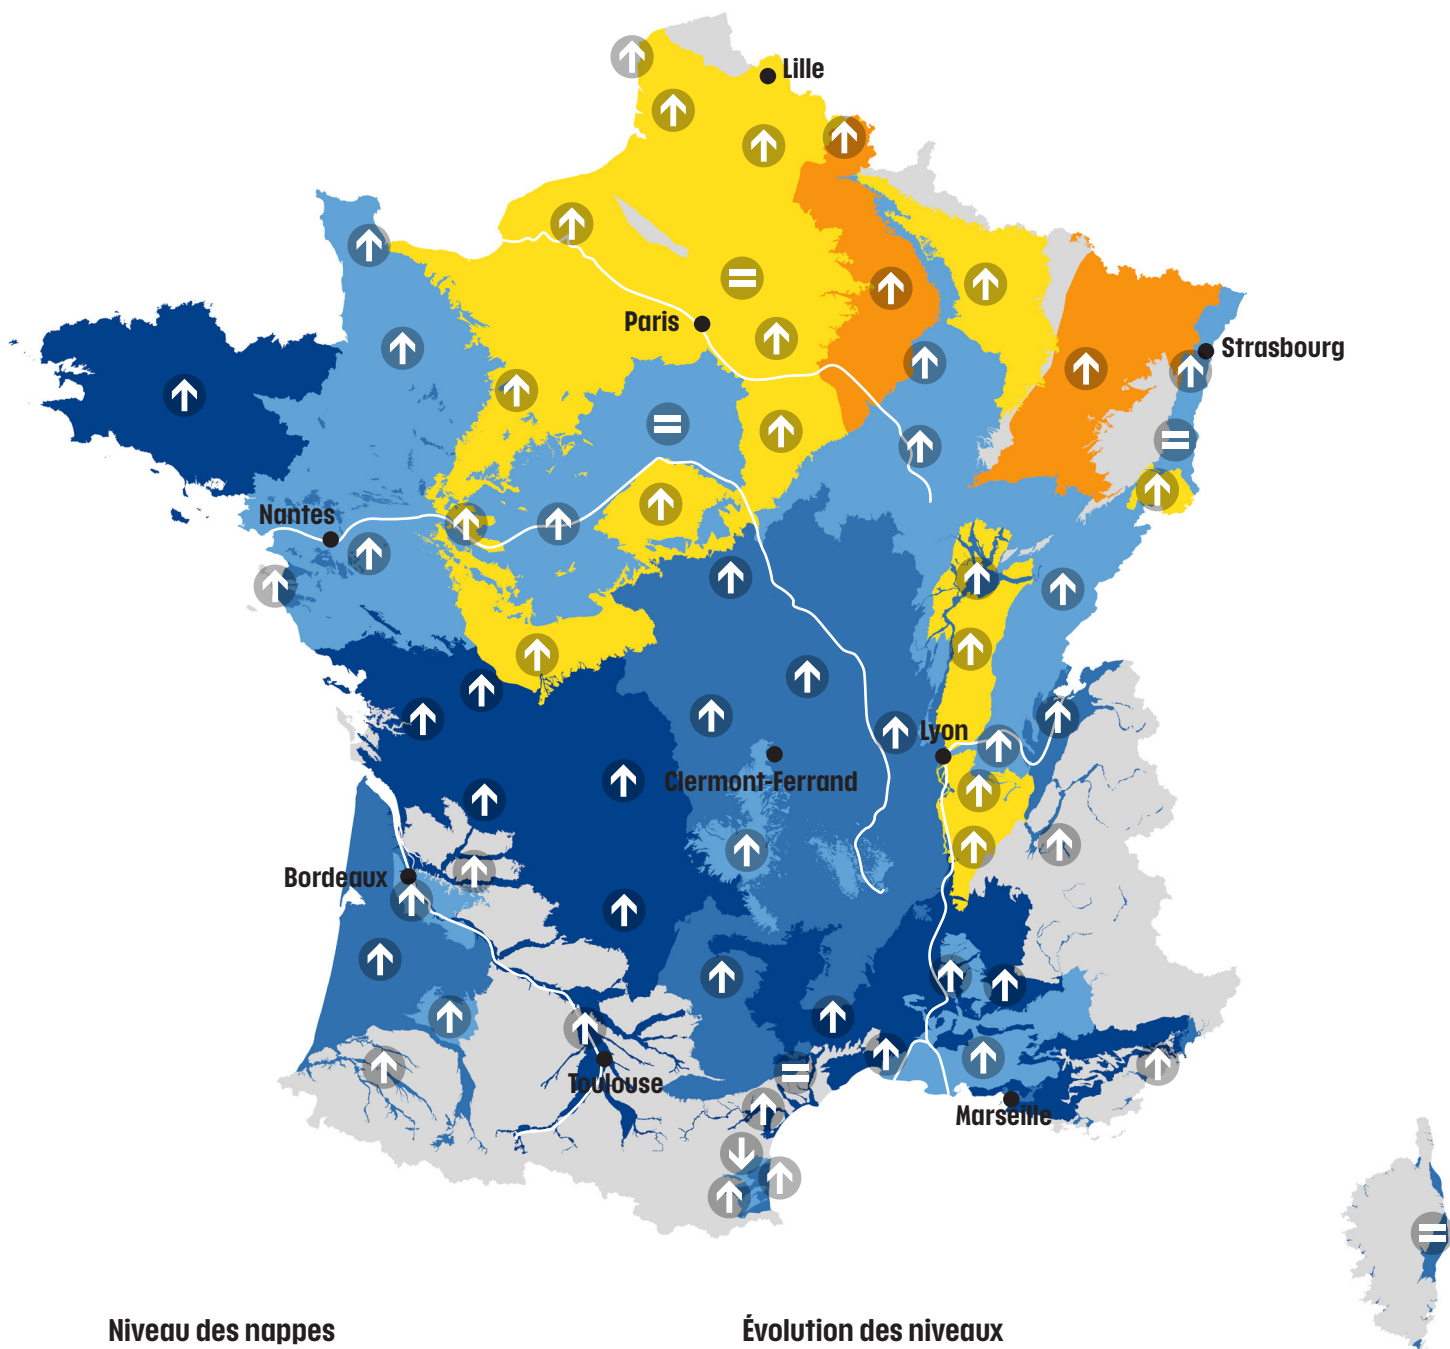 Lille
Paris
Strasbourg
Nantes
Lyon
Clermont-Ferrand
Bordeaux
Toulouse
Marseille
Niveau des nappes
Évolution des niveaux